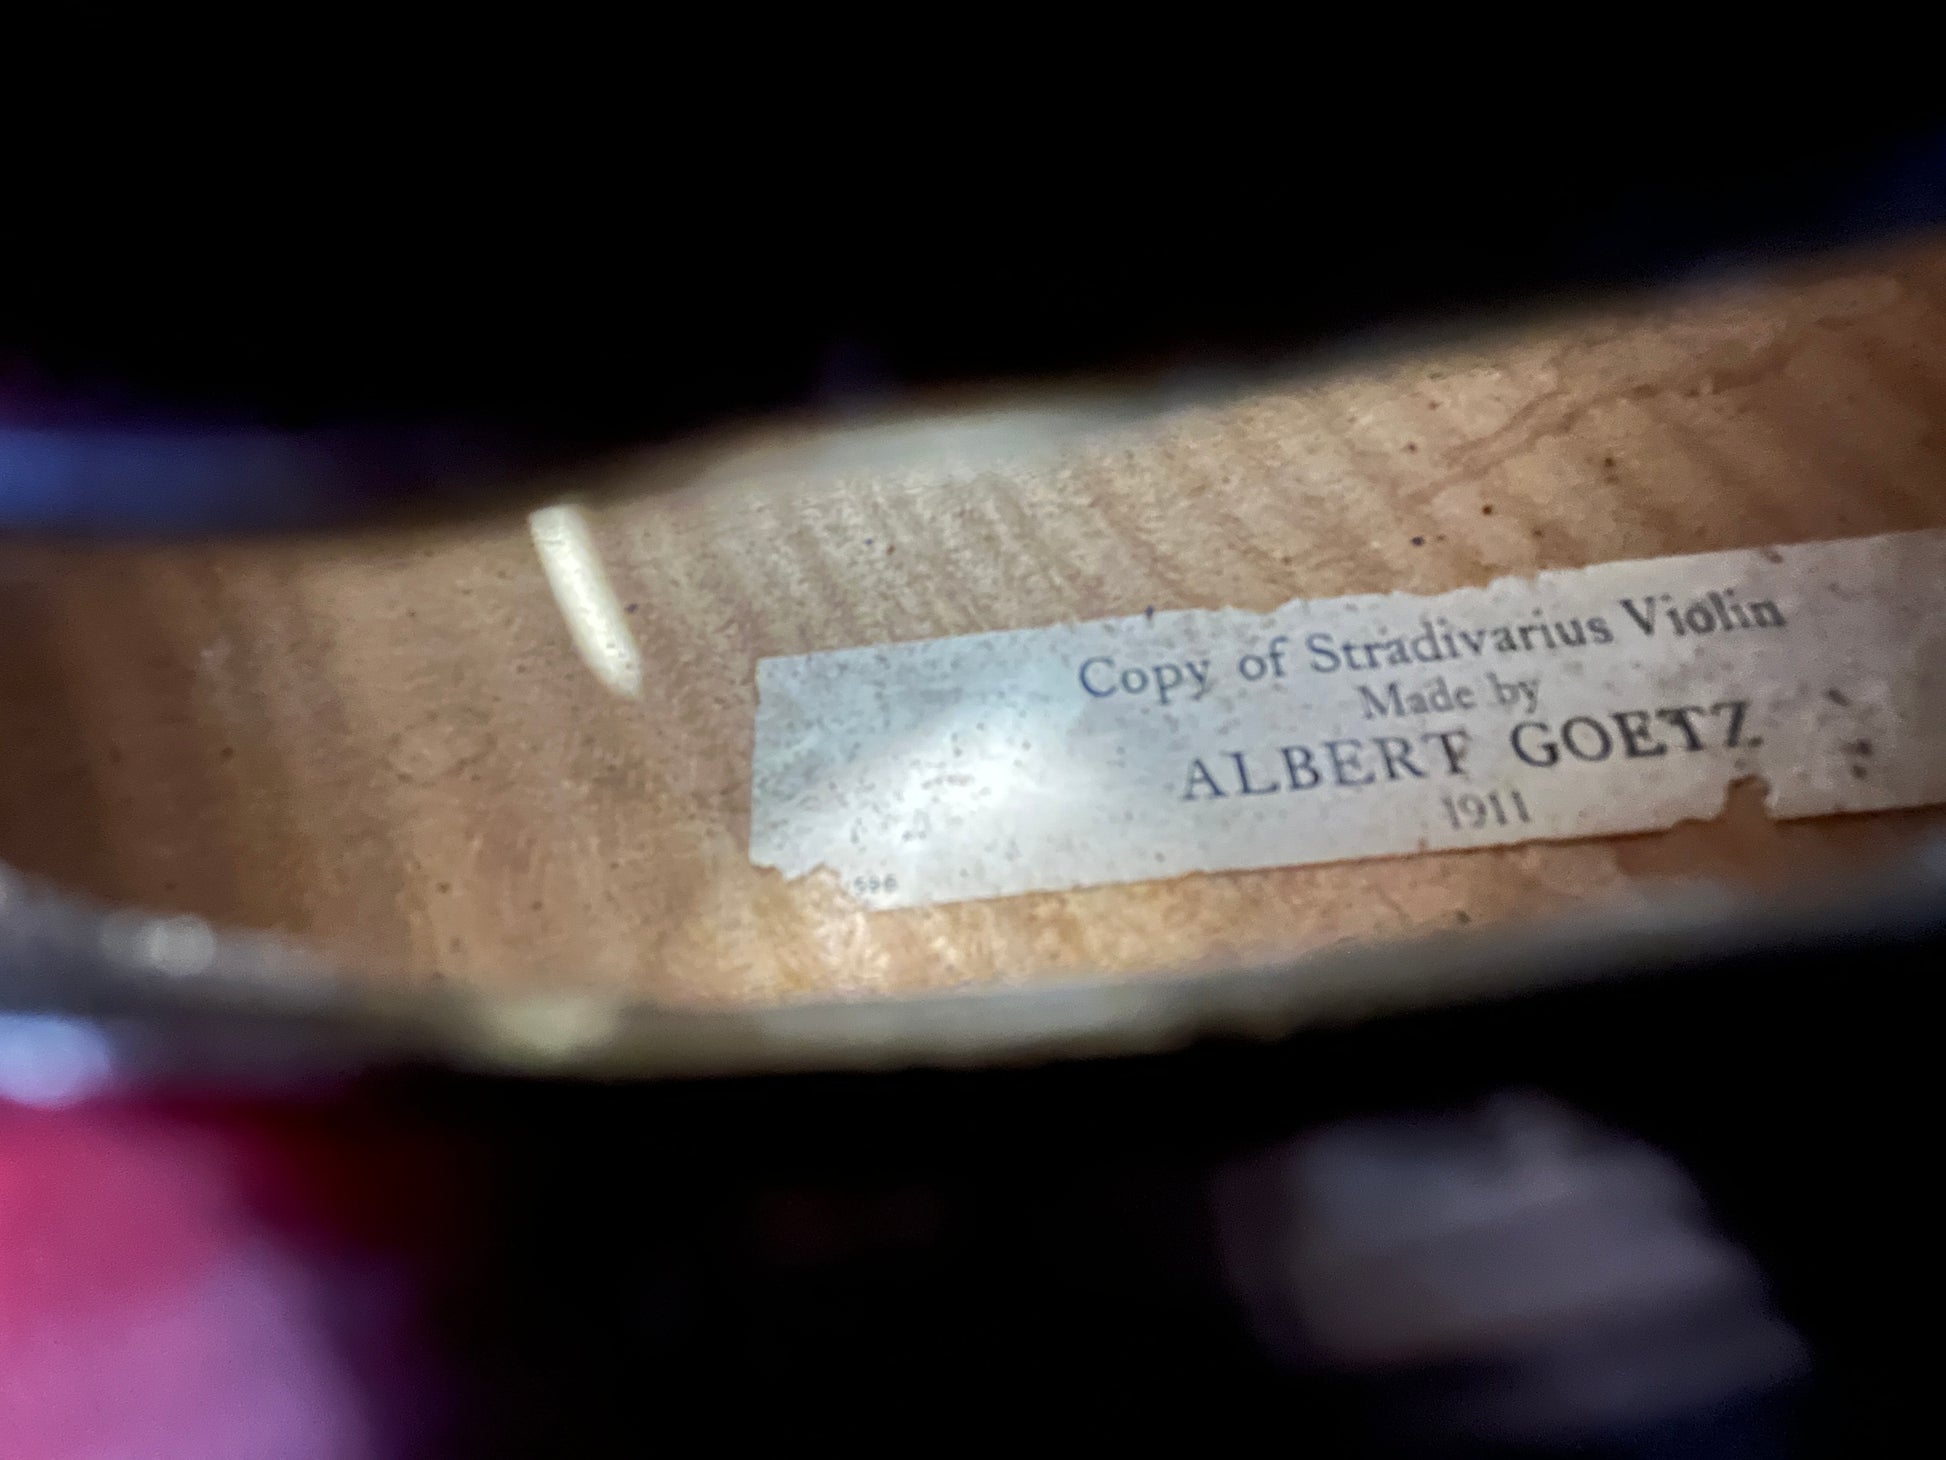 Copy of Stradivarius Violin
Made by
ALBERT GOETZ
1911
596